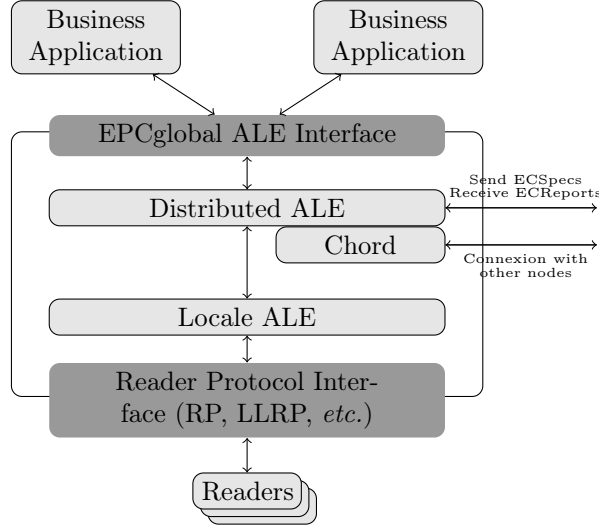 Business
Application
Business
Application
EPCglobal ALE Interface
Send ECSpecs
Receive ECReports
Distributed ALE
Chord
Connexion with
other nodes
Locale ALE
Reader Protocol Inter-
face (RP, LLRP, etc.)
Readers